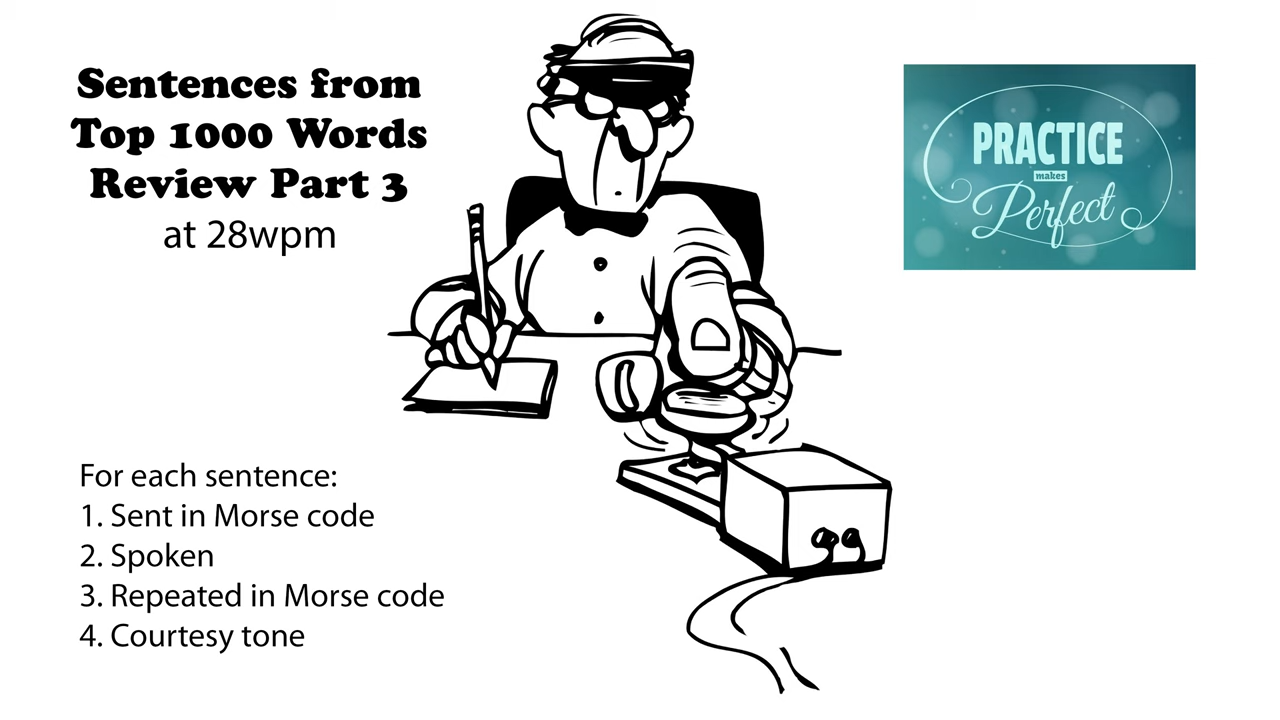 Sentences from
Top 1000 Words
Review Part 3
at 28wpm
PRACTICE
makes
Perfect
For each sentence:
1. Sent in Morse code
2. Spoken
3. Repeated in Morse code
4. Courtesy tone